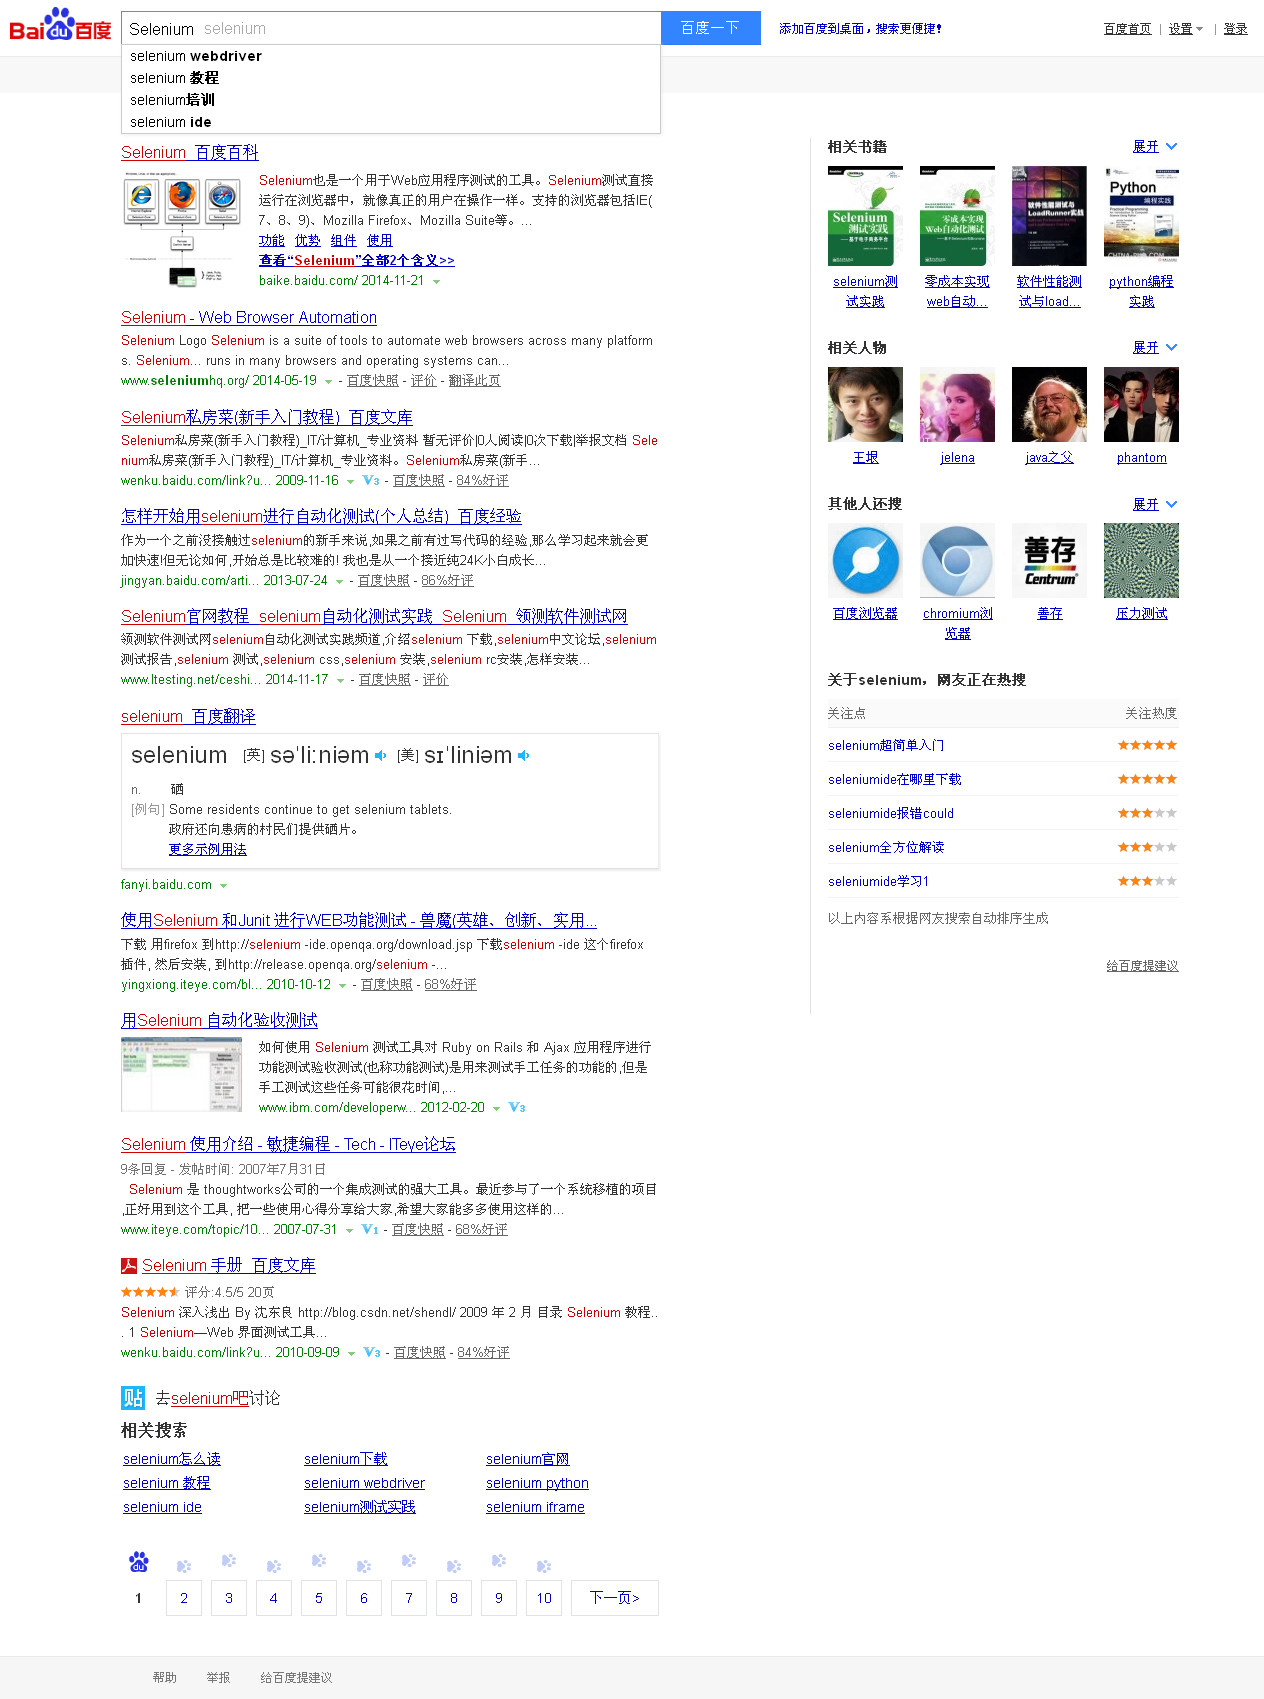 Bai du 百度
Selenium selenium
百度一下
添加百度到桌面，搜索更便捷！
百度首页 | 设置 | 登录
selenium webdriver
selenium 教程
selenium培训
selenium ide
Selenium_百度百科
Selenium也是一个用于Web应用程序测试的工具。Selenium测试直接
运行在浏览器中，就像真正的用户在操作一样。支持的浏览器包括IE(
7、8、9)、Mozilla Firefox、Mozilla Suite等。...
功能 优势 组件 使用
查看“Selenium”全部2个含义>>
baike.baidu.com/ 2014-11-21
Selenium - Web Browser Automation
Selenium Logo Selenium is a suite of tools to automate web browsers across many platform
s. Selenium... runs in many browsers and operating systems can...
www.seleniumhq.org/ 2014-05-19 - 百度快照 - 评价 - 翻译此页
Selenium私房菜(新手入门教程)_百度文库
Selenium私房菜(新手入门教程)_IT/计算机_专业资料 暂无评价|0人阅读|0次下载|举报文档 Sele
nium私房菜(新手入门教程)_IT/计算机_专业资料。Selenium私房菜(新手...
wenku.baidu.com/link?u... 2009-11-16 V3 - 百度快照 - 84%好评
怎样开始用selenium进行自动化测试(个人总结)_百度经验
作为一个之前没接触过selenium的新手来说,如果之前有过写代码的经验,那么学习起来就会更
加快速!但无论如何,开始总是比较难的! 我也是从一个接近纯24K小白成长...
jingyan.baidu.com/arti... 2013-07-24 - 百度快照 - 86%好评
Selenium官网教程_selenium自动化测试实践_Selenium_领测软件测试网
领测软件测试网selenium自动化测试实践频道,介绍selenium 下载,selenium中文论坛,selenium
测试报告,selenium 测试,selenium css,selenium 安装,selenium rc安装,怎样安装...
www.ltesting.net/ceshi... 2014-11-17 - 百度快照 - 评价
selenium_百度翻译
selenium [英] səˈliːniəm [美] sɪˈliniəm
n. 硒
[例句] Some residents continue to get selenium tablets.
政府还向患病的村民们提供硒片。
更多示例用法
fanyi.baidu.com
使用Selenium 和Junit 进行WEB功能测试 - 兽魔(英雄、创新、实用...
下载 用firefox 到http://selenium -ide.openqa.org/download.jsp 下载selenium -ide 这个firefox
插件, 然后安装, 到http://release.openqa.org/selenium -...
yingxiong.iteye.com/bl... 2010-10-12 - 百度快照 - 68%好评
用Selenium 自动化验收测试
如何使用 Selenium 测试工具对 Ruby on Rails 和 Ajax 应用程序进行
功能测试验收测试(也称功能测试)是用来测试手工任务的功能的,但是
手工测试这些任务可能很花时间,...
www.ibm.com/developerw... 2012-02-20 V3
Selenium 使用介绍 - 敏捷编程 - Tech - ITeye论坛
9条回复 - 发帖时间: 2007年7月31日
Selenium 是 thoughtworks公司的一个集成测试的强大工具。最近参与了一个系统移植的项目
,正好用到这个工具, 把一些使用心得分享给大家,希望大家能多多使用这样的...
www.iteye.com/topic/10... 2007-07-31 V1 - 百度快照 - 68%好评
Selenium 手册_百度文库
评分:4.5/5 20页
Selenium 深入浅出 By 沈东良 http://blog.csdn.net/shendl/ 2009 年 2 月 目录 Selenium 教程..
. 1 Selenium—Web 界面测试工具...
wenku.baidu.com/link?u... 2010-09-09 V3 - 百度快照 - 84%好评
贴 去selenium吧讨论
相关搜索
selenium怎么读 selenium下载 selenium官网
selenium 教程 selenium webdriver selenium python
selenium ide selenium测试实践 selenium iframe
du
1 2 3 4 5 6 7 8 9 10 下一页>
相关书籍 展开
Selenium
测试实践
零成本实现
Web自动化测试
软件性能测试与
LoadRunner实战
Python
编程实践
selenium测
试实践
零成本实现
web自动...
软件性能测
试与load...
python编程
实践
相关人物 展开
王垠 jelena java之父 phantom
其他人还搜 展开
善存
Centrum
百度浏览器
chromium浏
览器
善存
压力测试
关于selenium，网友正在热搜
关注点 关注热度
selenium超简单入门
seleniumide在哪里下载
seleniumide报错could
selenium全方位解读
seleniumide学习1
以上内容系根据网友搜索自动排序生成
给百度提建议
帮助 举报 给百度提建议